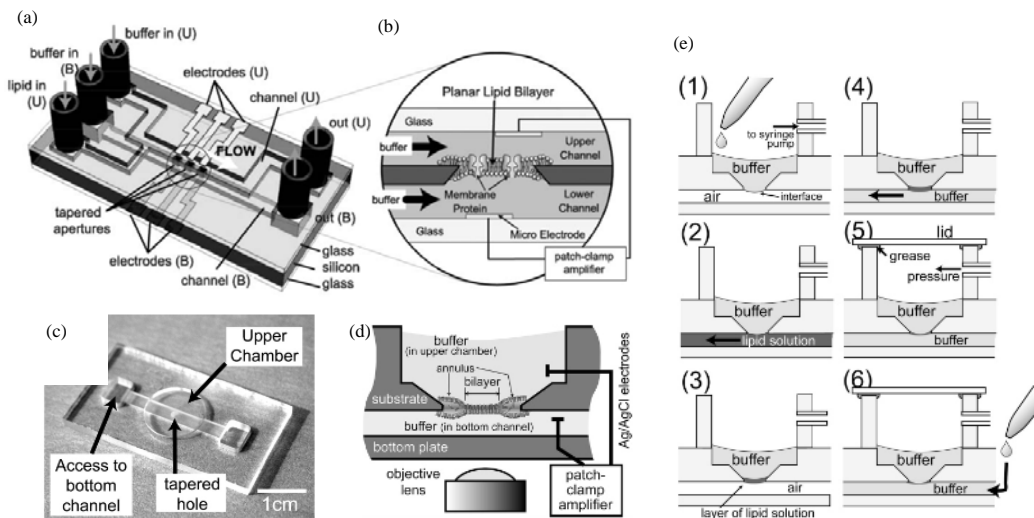 (a)
buffer in (U)
buffer in
(B)
lipid in
(U)
electrodes (U)
channel (U)
out (U)
FLOW
tapered
apertures
out (B)
electrodes (B)
channel (B)
glass
silicon
glass
(b)
Planar Lipid Bilayer
Glass
buffer
Upper
Channel
buffer
Membrane
Protein
Lower
Channel
Glass
Micro Electrode
patch-clamp
amplifier
(c)
Upper
Chamber
Access to
bottom
channel
tapered
hole
1cm
(d)
buffer
(in upper chamber)
annulus
bilayer
substrate
buffer (in bottom channel)
bottom plate
objective
lens
patch-
clamp
amplifier
Ag/AgCl electrodes
(e)
(1)
to syringe
pump
buffer
air
interface
(2)
buffer
lipid solution
(3)
buffer
air
layer of lipid solution
(4)
buffer
buffer
(5)
lid
grease
pressure
buffer
buffer
(6)
buffer
buffer